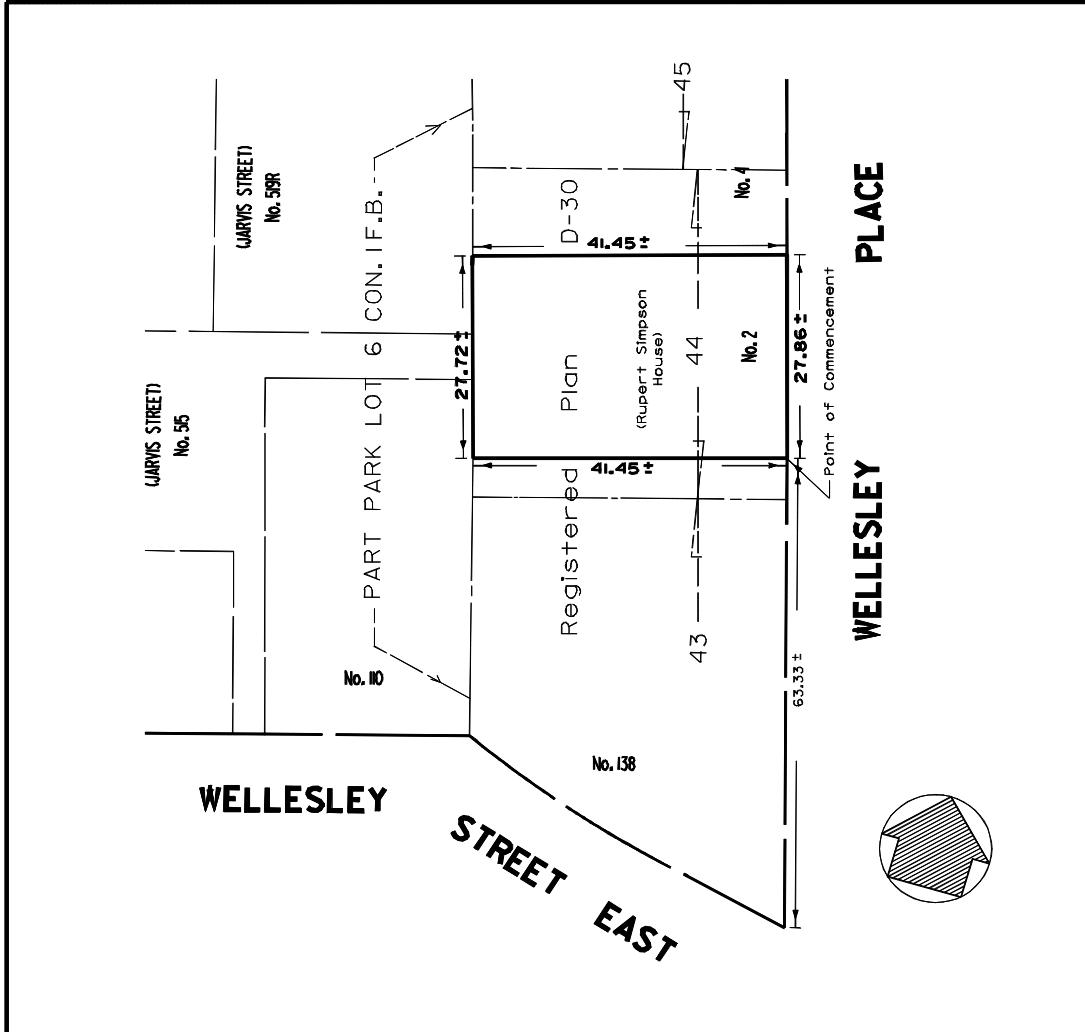 45
(JARVIS STREET)
No. 519R
PART PARK LOT 6 CON. 1 F.B.
D-30
No. 4
PLACE
41.45 ±
27.72 ±
(Rupert Simpson
House)
No. 2
44
27.86 ±
Point of Commencement
Registered Plan
(JARVIS STREET)
No. 515
41.45 ±
WELLESLEY
43
63.33 ±
No. 110
No. 138
WELLESLEY
STREET EAST